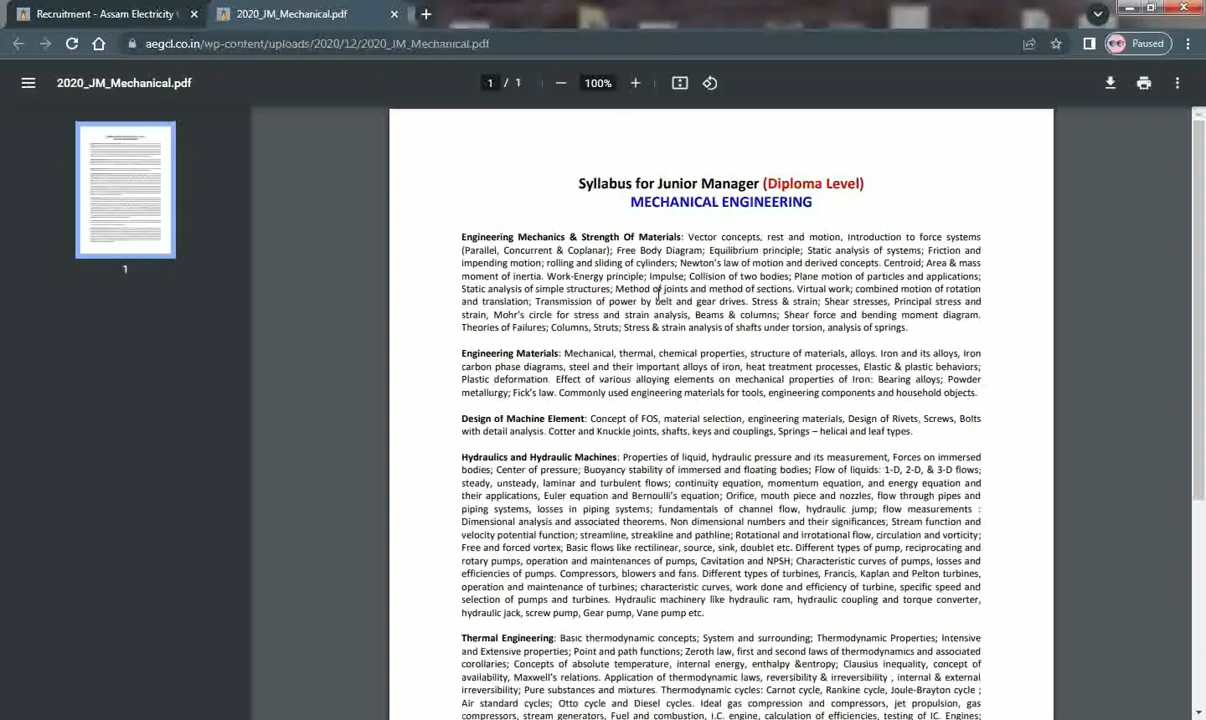 Recruitment - Assam Electricity
2020_JM_Mechanical.pdf
aegcl.co.in/wp-content/uploads/2020/12/2020_JM_Mechanical.pdf
Paused
2020_JM_Mechanical.pdf
1 / 1
100%
1
Syllabus for Junior Manager (Diploma Level)
MECHANICAL ENGINEERING
Engineering Mechanics & Strength Of Materials: Vector concepts, rest and motion, Introduction to force systems
(Parallel, Concurrent & Coplanar); Free Body Diagram; Equilibrium principle; Static analysis of systems; Friction and
impending motion; rolling and sliding of cylinders; Newton's law of motion and derived concepts. Centroid; Area & mass
moment of inertia. Work-Energy principle; Impulse; Collision of two bodies; Plane motion of particles and applications;
Static analysis of simple structures; Method of joints and method of sections. Virtual work; combined motion of rotation
and translation; Transmission of power by belt and gear drives. Stress & strain; Shear stresses, Principal stress and
strain, Mohr's circle for stress and strain analysis, Beams & columns; Shear force and bending moment diagram.
Theories of Failures; Columns, Struts; Stress & strain analysis of shafts under torsion, analysis of springs.
Engineering Materials: Mechanical, thermal, chemical properties, structure of materials, alloys. Iron and its alloys, Iron
carbon phase diagrams, steel and their important alloys of iron, heat treatment processes, Elastic & plastic behaviors;
Plastic deformation. Effect of various alloying elements on mechanical properties of Iron: Bearing alloys; Powder
metallurgy; Fick's law. Commonly used engineering materials for tools, engineering components and household objects.
Design of Machine Element: Concept of FOS, material selection, engineering materials, Design of Rivets, Screws, Bolts
with detail analysis. Cotter and Knuckle joints, shafts, keys and couplings, Springs – helical and leaf types.
Hydraulics and Hydraulic Machines: Properties of liquid, hydraulic pressure and its measurement, Forces on immersed
bodies; Center of pressure; Buoyancy stability of immersed and floating bodies; Flow of liquids: 1-D, 2-D, & 3-D flows;
steady, unsteady, laminar and turbulent flows; continuity equation, momentum equation, and energy equation and
their applications, Euler equation and Bernoulli's equation; Orifice, mouth piece and nozzles, flow through pipes and
piping systems, losses in piping systems; fundamentals of channel flow, hydraulic jump; flow measurements :
Dimensional analysis and associated theorems. Non dimensional numbers and their significances, Stream function and
velocity potential function; streamline, streakline and pathline; Rotational and irrotational flow, circulation and vorticity;
Free and forced vortex; Basic flows like rectilinear, source, sink, doublet etc. Different types of pump, reciprocating and
rotary pumps, operation and maintenances of pumps, Cavitation and NPSH; Characteristic curves of pumps, losses and
efficiencies of pumps. Compressors, blowers and fans. Different types of turbines, Francis, Kaplan and Pelton turbines,
operation and maintenance of turbines; characteristic curves, work done and efficiency of turbine, specific speed and
selection of pumps and turbines. Hydraulic machinery like hydraulic ram, hydraulic coupling and torque converter,
hydraulic jack, screw pump, Gear pump, Vane pump etc.
Thermal Engineering: Basic thermodynamic concepts; System and surrounding; Thermodynamic Properties; Intensive
and Extensive properties; Point and path functions; Zeroth law, first and second laws of thermodynamics and associated
corollaries; Concepts of absolute temperature, internal energy, enthalpy &entropy; Clausius inequality, concept of
availability, Maxwell's relations. Application of thermodynamic laws, reversibility & irreversibility , internal & external
irreversibility; Pure substances and mixtures. Thermodynamic cycles: Carnot cycle, Rankine cycle, Joule-Brayton cycle ;
Air standard cycles; Otto cycle and Diesel cycles. Ideal gas compression and compressors, jet propulsion, gas
compressors, stream generators, Fuel and combustion, I.C. engine, calculation of efficiencies, testing of IC. Engines;